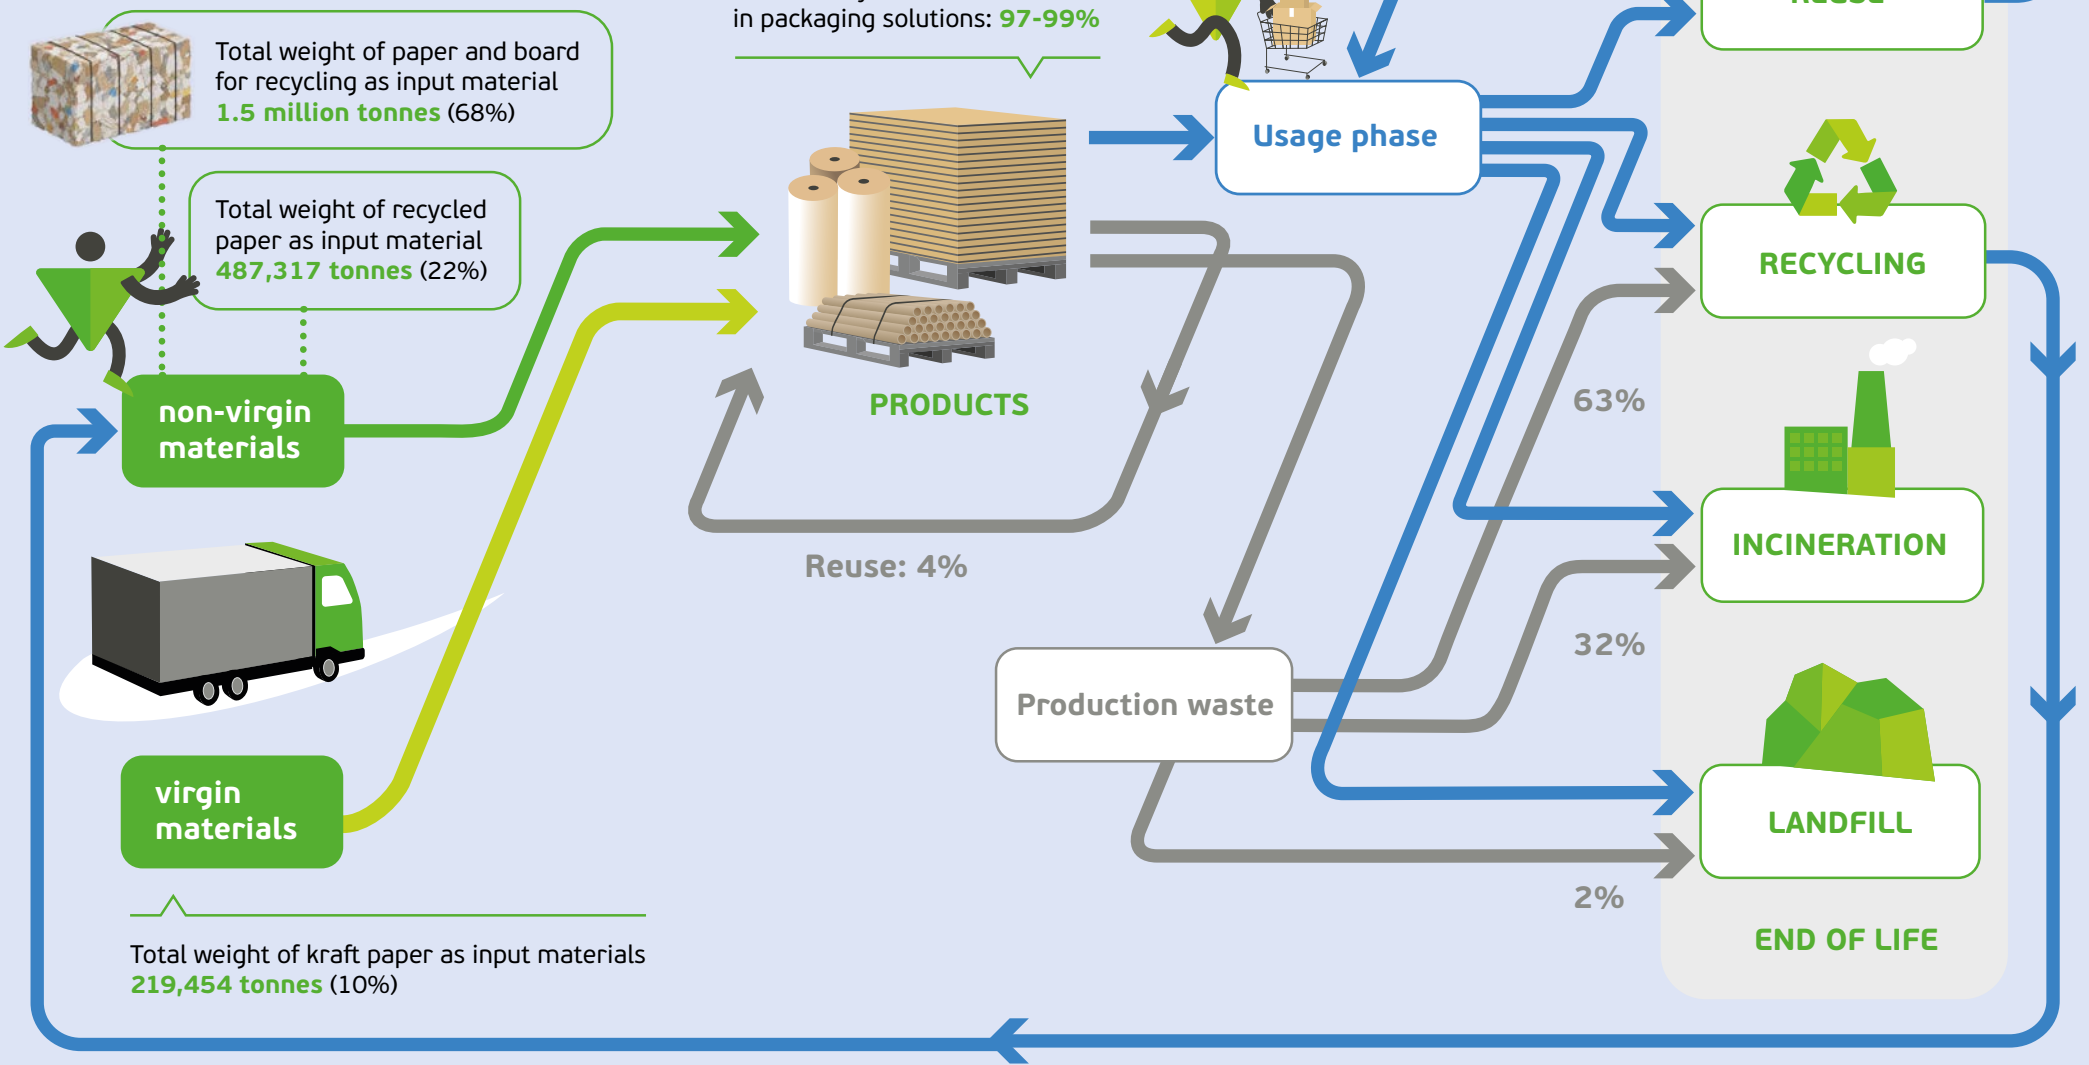 in packaging solutions: 97-99%
Total weight of paper and board
for recycling as input material
1.5 million tonnes (68%)
Usage phase
Total weight of recycled
paper as input material
487,317 tonnes (22%)
RECYCLING
non-virgin
materials
PRODUCTS
63%
INCINERATION
Reuse: 4%
32%
Production waste
virgin
materials
LANDFILL
2%
END OF LIFE
Total weight of kraft paper as input materials
219,454 tonnes (10%)